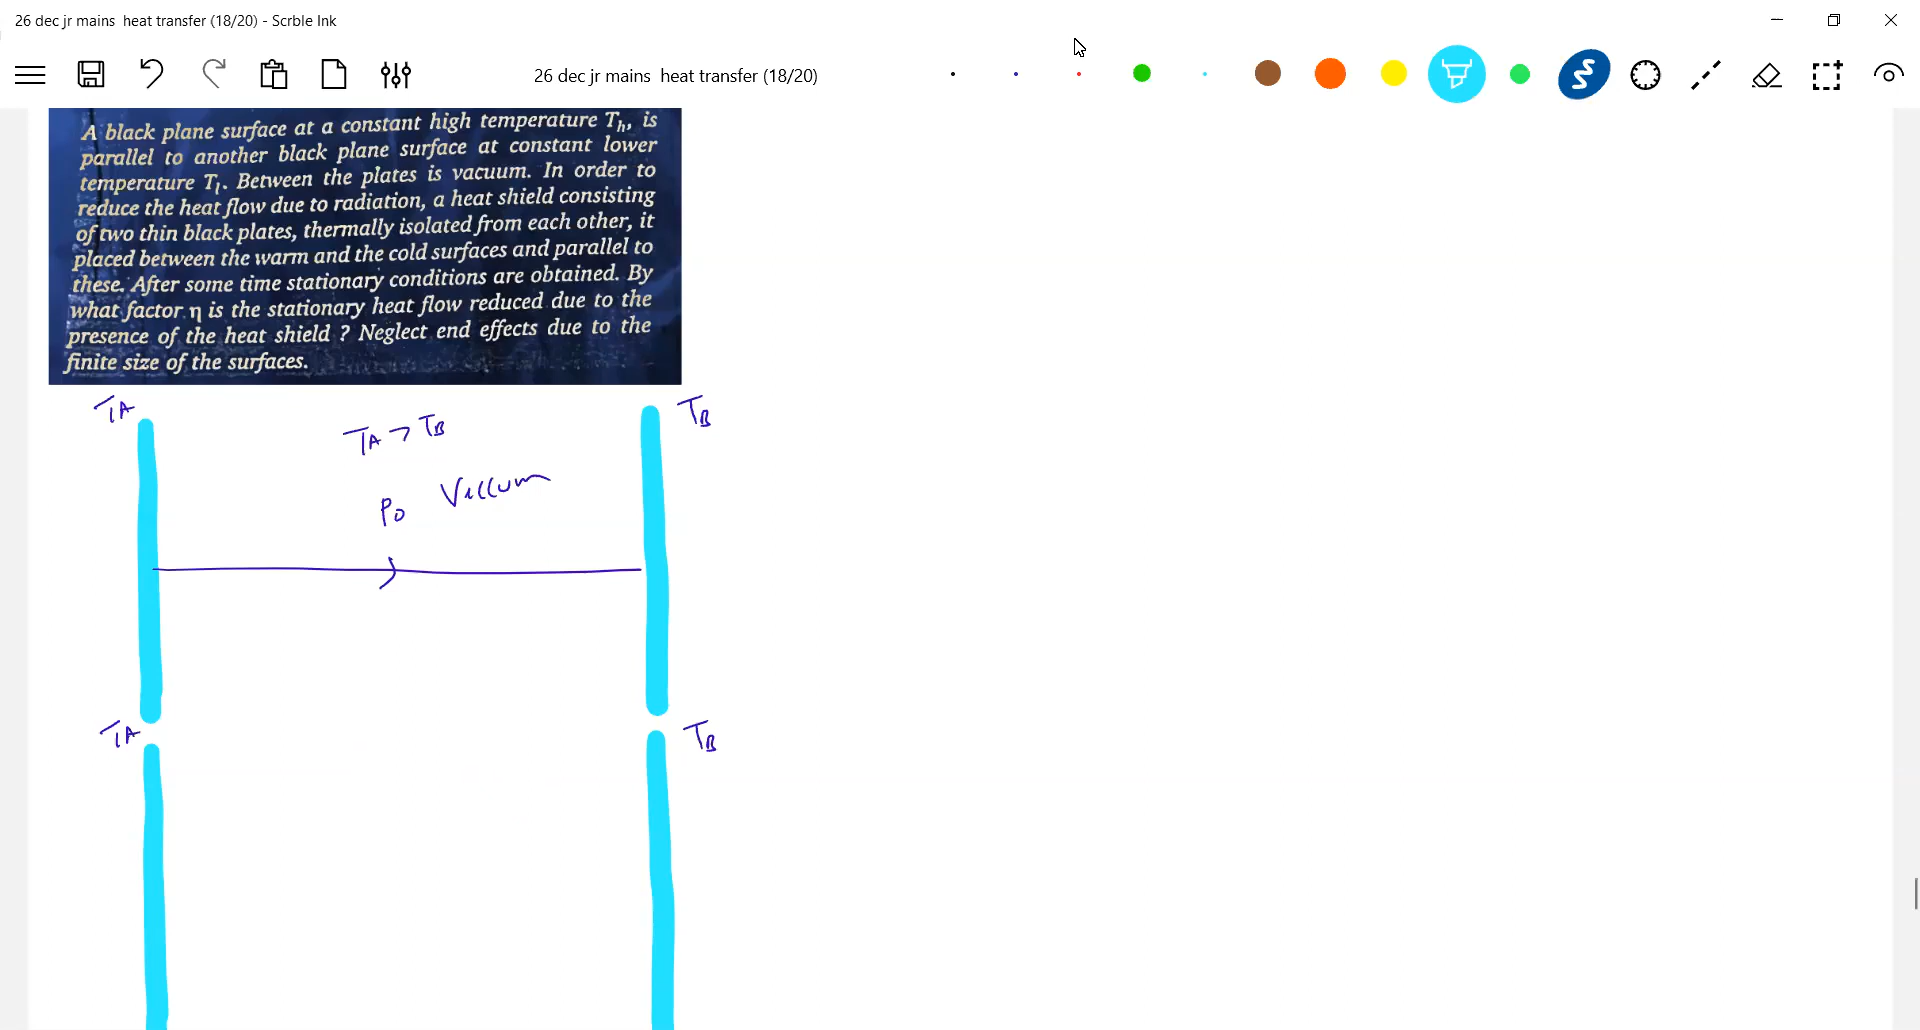 26 dec jr mains heat transfer (18/20) - Scrble Ink
26 dec jr mains heat transfer (18/20)
A black plane surface at a constant high temperature Th, is
parallel to another black plane surface at constant lower
temperature Tl. Between the plates is vacuum. In order to
reduce the heat flow due to radiation, a heat shield consisting
of two thin black plates, thermally isolated from each other, it
placed between the warm and the cold surfaces and parallel to
these. After some time stationary conditions are obtained. By
what factor η is the stationary heat flow reduced due to the
presence of the heat shield ? Neglect end effects due to the
finite size of the surfaces.
TA
TA > TB
TB
P0 Vaccum
TA
TB